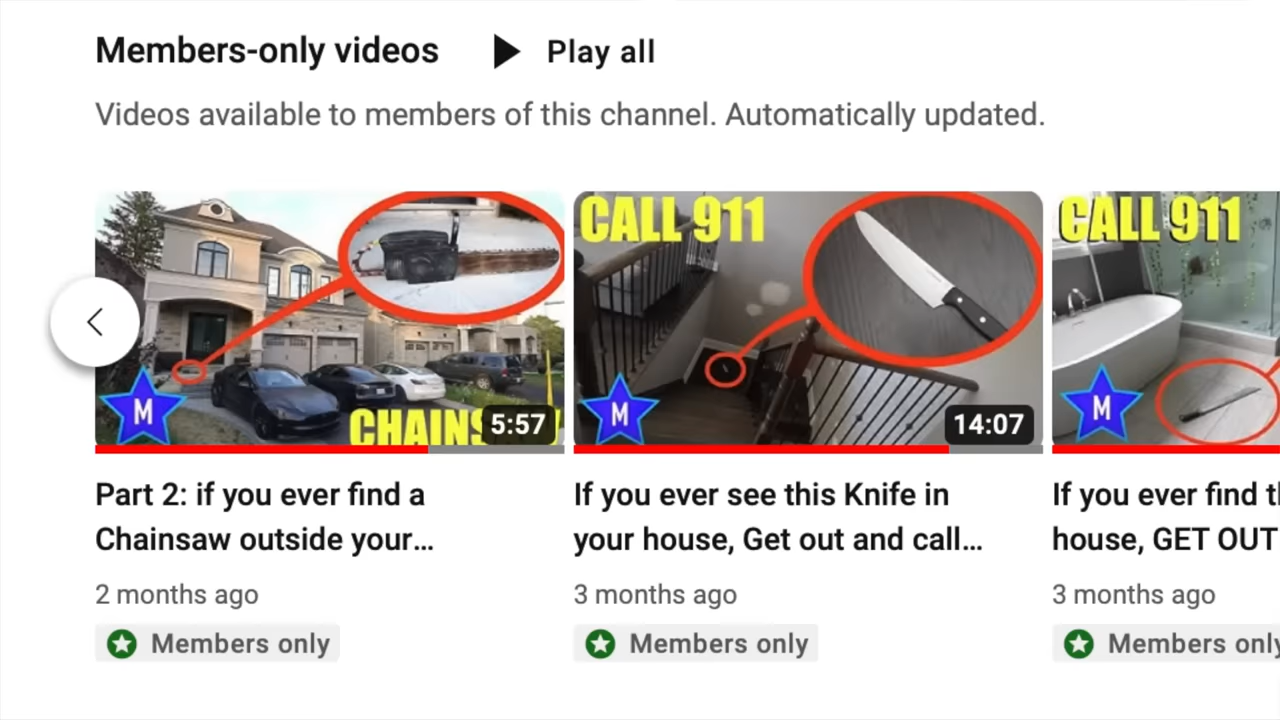 Members-only videos
Play all
Videos available to members of this channel. Automatically updated.
M
5:57
CALL 911
M
14:07
CALL 911
M
Part 2: if you ever find a
Chainsaw outside your...
2 months ago
Members only
If you ever see this Knife in
your house, Get out and call...
3 months ago
Members only
If you ever find
house, GET OUT
3 months ago
Members only